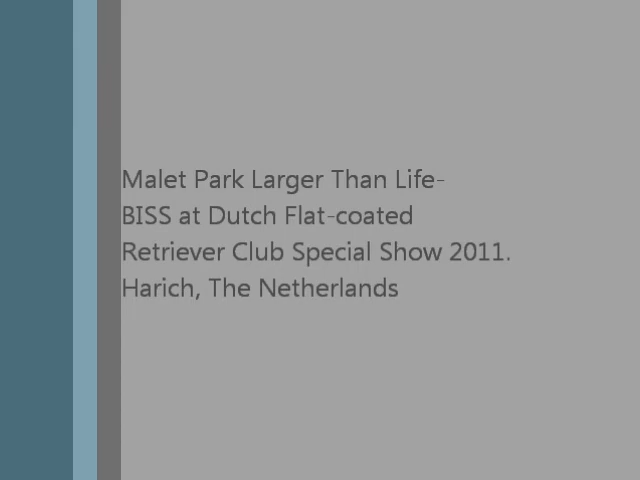 Malet Park Larger Than Life-
BISS at Dutch Flat-coated
Retriever Club Special Show 2011.
Harich, The Netherlands